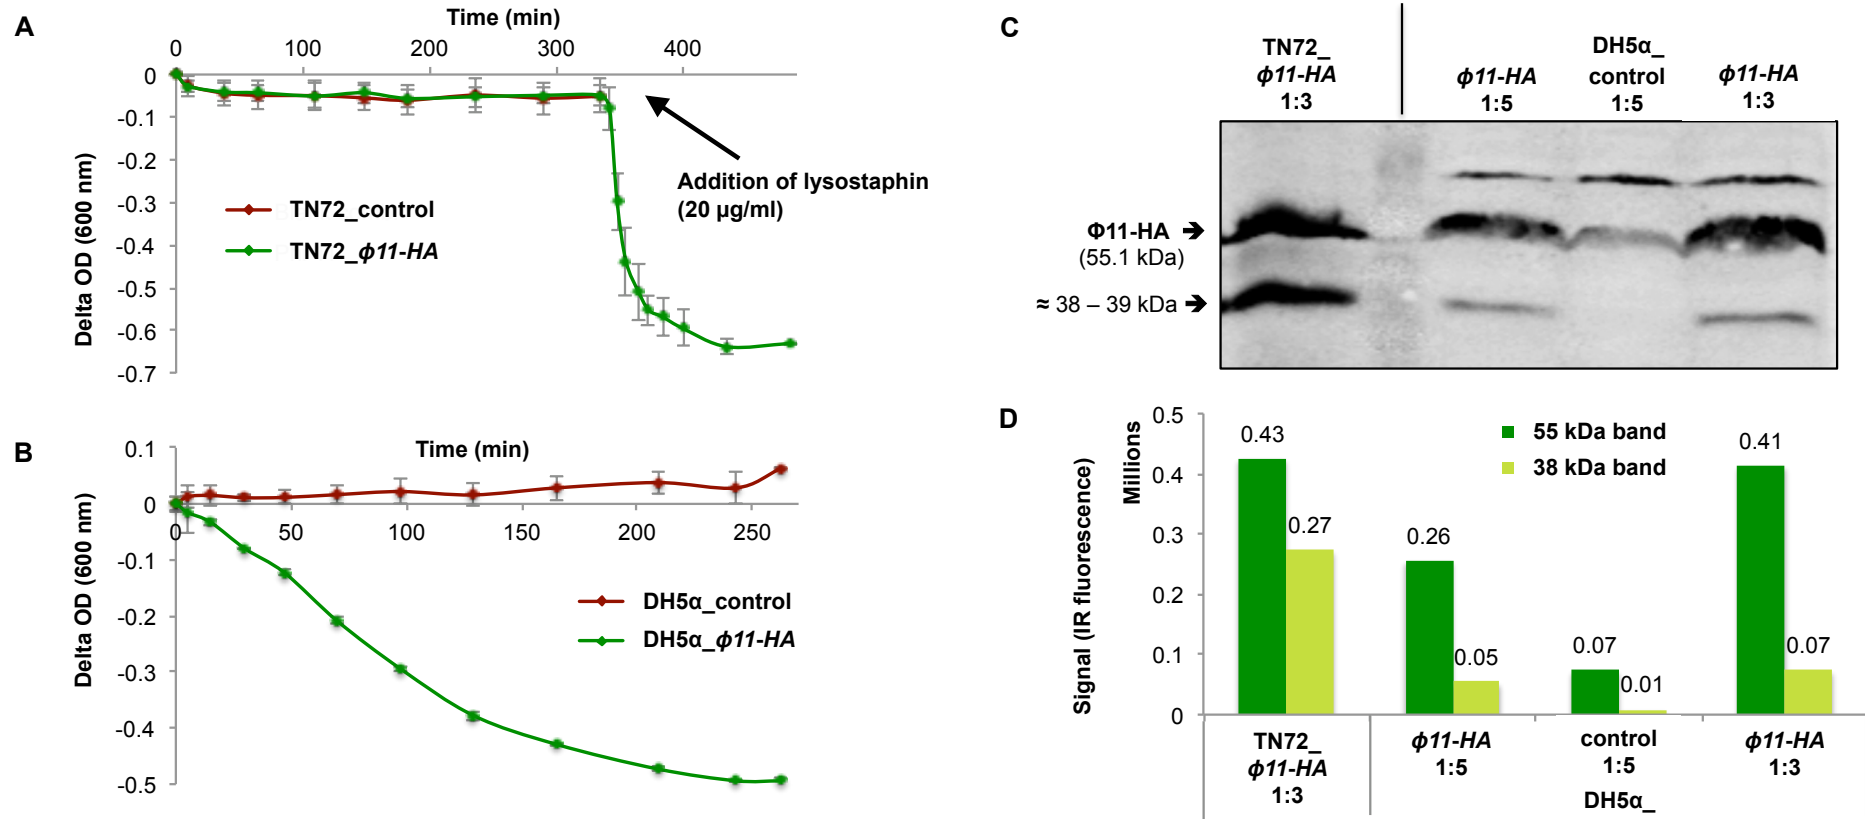 A
Time (min)
0 100 200 300 400
0
-0.1
-0.2
-0.3
-0.4
-0.5
-0.6
-0.7
Delta OD (600 nm)
TN72_control
TN72_ϕ11-HA
Addition of lysostaphin
(20 µg/ml)
B
Time (min)
0.1
0
-0.1
-0.2
-0.3
-0.4
-0.5
0 50 100 150 200 250
Delta OD (600 nm)
DH5α_control
DH5α_ϕ11-HA
C
TN72_
ϕ11-HA
1:3
ϕ11-HA
1:5
DH5α_
control
1:5
ϕ11-HA
1:3
Φ11-HA ➔
(55.1 kDa)
≈ 38 – 39 kDa ➔
D
Signal (IR fluorescence)
Millions
0.5
0.4
0.3
0.2
0.1
0
55 kDa band
38 kDa band
0.43
0.27
0.26
0.05
0.07
0.01
0.41
0.07
TN72_
ϕ11-HA
1:3
ϕ11-HA
1:5
control
1:5
ϕ11-HA
1:3
DH5α_